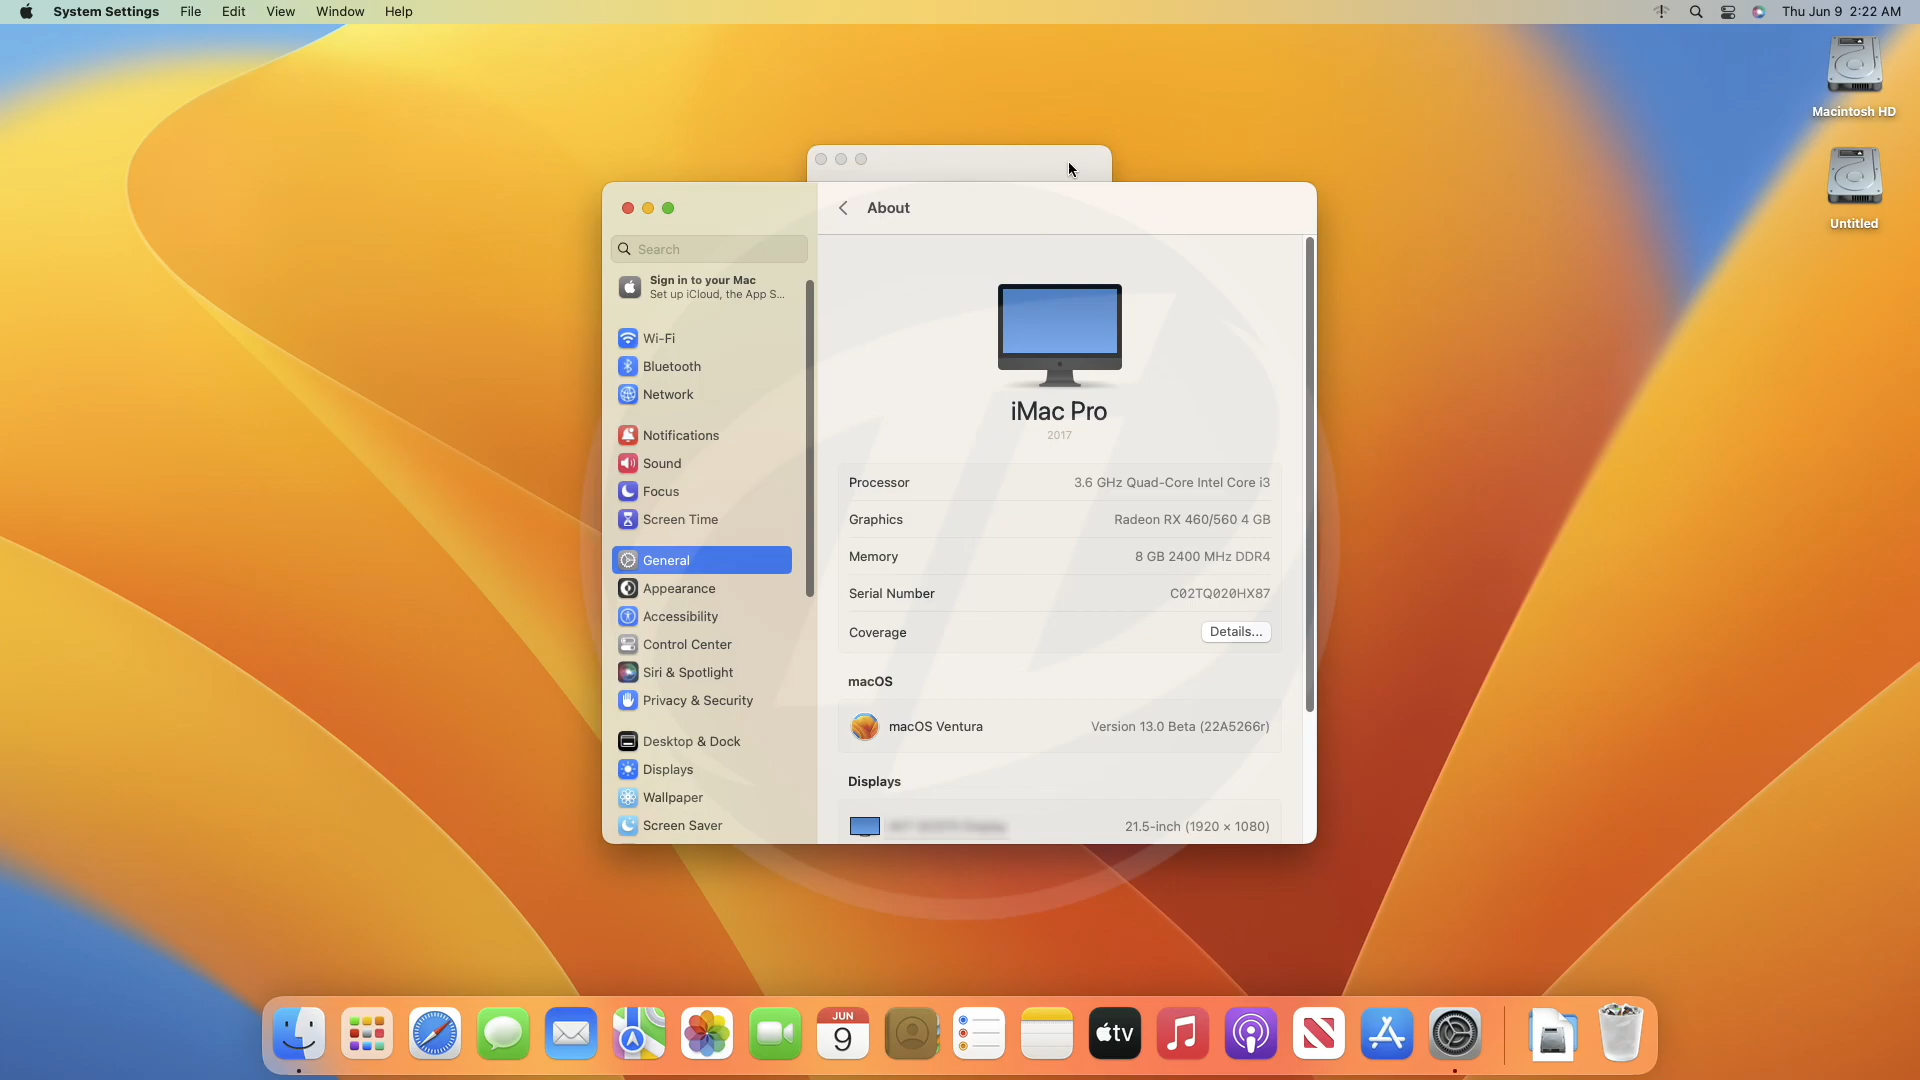 System Settings File Edit View Window Help
Thu Jun 9 2:22 AM
Macintosh HD
Untitled
About
Search
Sign in to your Mac
Set up iCloud, the App S...
Wi-Fi
Bluetooth
Network
Notifications
Sound
Focus
Screen Time
General
Appearance
Accessibility
Control Center
Siri & Spotlight
Privacy & Security
Desktop & Dock
Displays
Wallpaper
Screen Saver
iMac Pro
2017
Processor 3.6 GHz Quad-Core Intel Core i3
Graphics Radeon RX 460/560 4 GB
Memory 8 GB 2400 MHz DDR4
Serial Number C02TQ020HX87
Coverage Details...
macOS
macOS Ventura Version 13.0 Beta (22A5266r)
Displays
21.5-inch (1920 × 1080)
JUN
9
tv